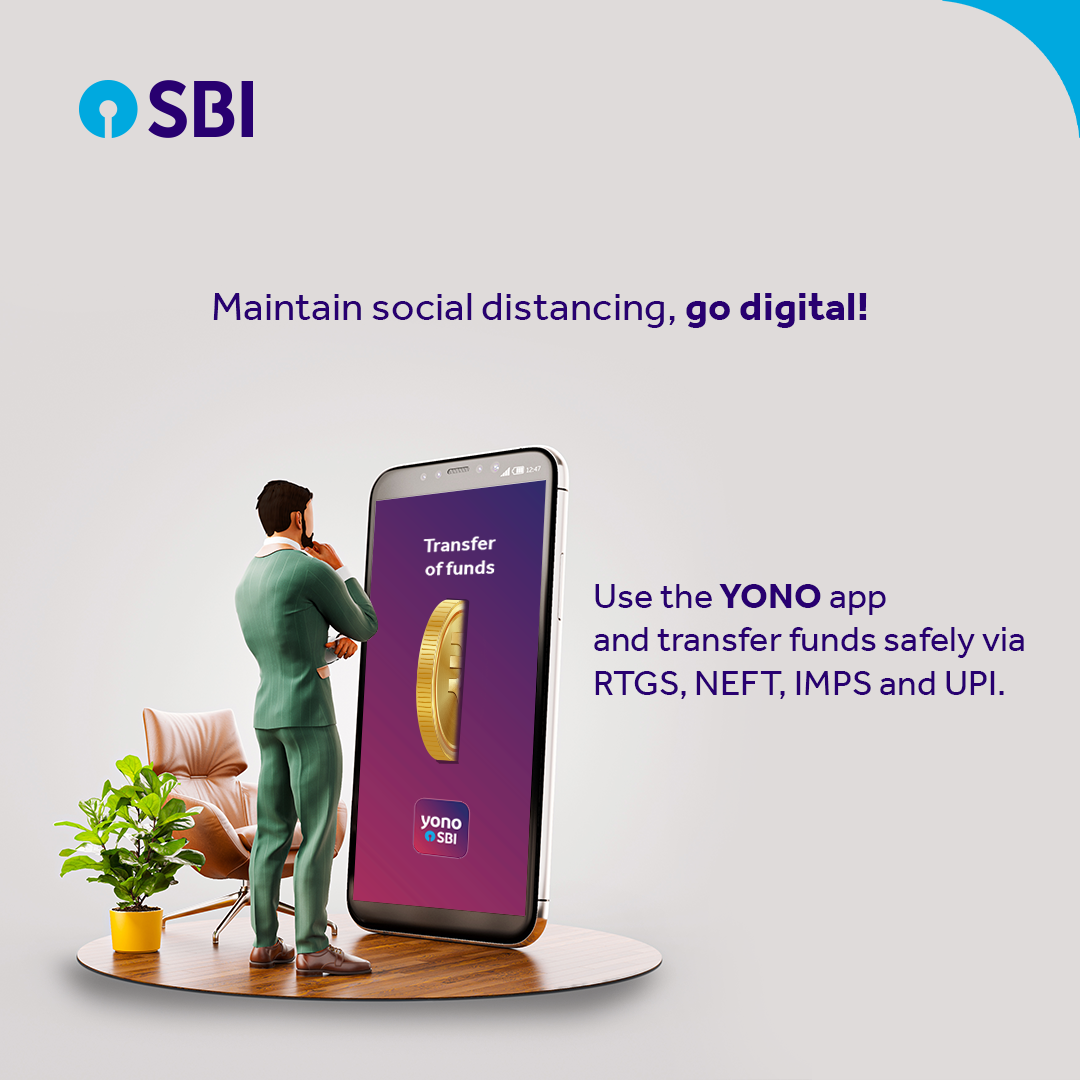 SBI
Maintain social distancing, go digital!
12:47
Transfer
of funds
yono
SBI
Use the YONO app
and transfer funds safely via
RTGS, NEFT, IMPS and UPI.